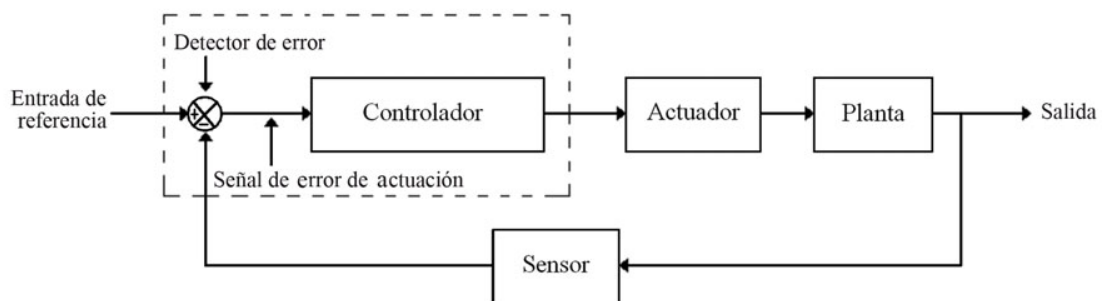 Detector de error
Entrada de
referencia
+
−
Controlador
Actuador
Planta
Salida
Señal de error de actuación
Sensor